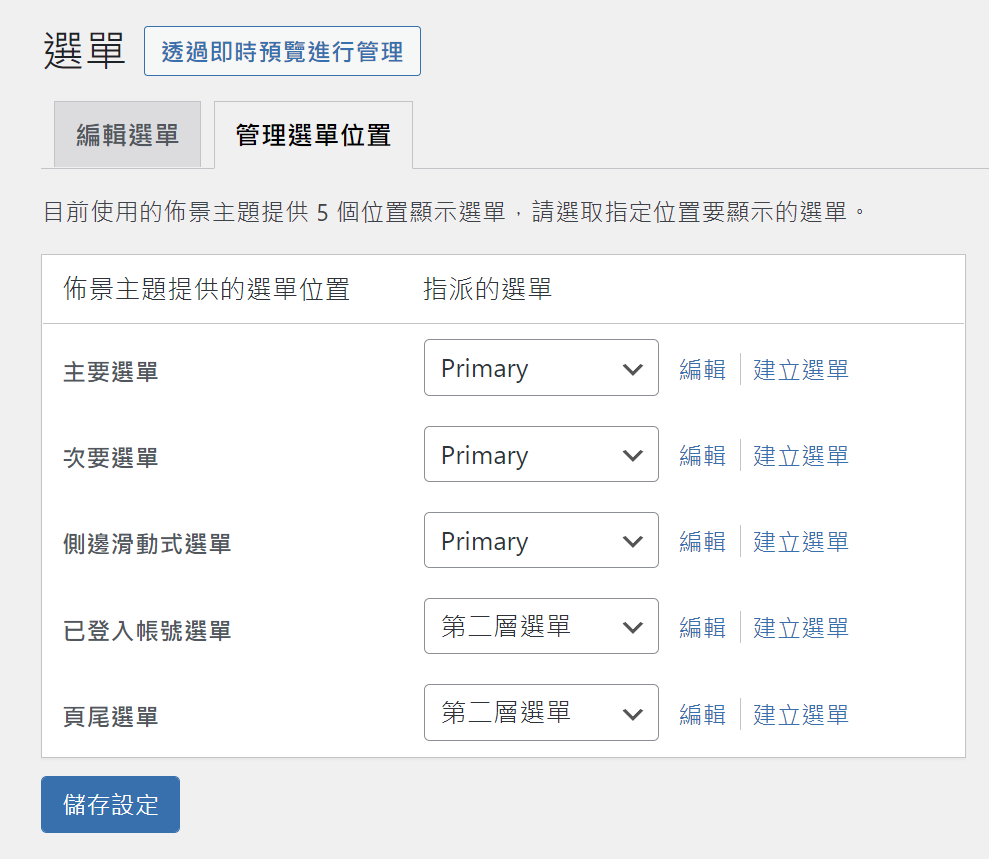 選單 透過即時預覽進行管理
編輯選單 管理選單位置
目前使用的佈景主題提供 5 個位置顯示選單，請選取指定位置要顯示的選單。
佈景主題提供的選單位置 指派的選單
主要選單 Primary 編輯 建立選單
次要選單 Primary 編輯 建立選單
側邊滑動式選單 Primary 編輯 建立選單
已登入帳號選單 第二層選單 編輯 建立選單
頁尾選單 第二層選單 編輯 建立選單
儲存設定